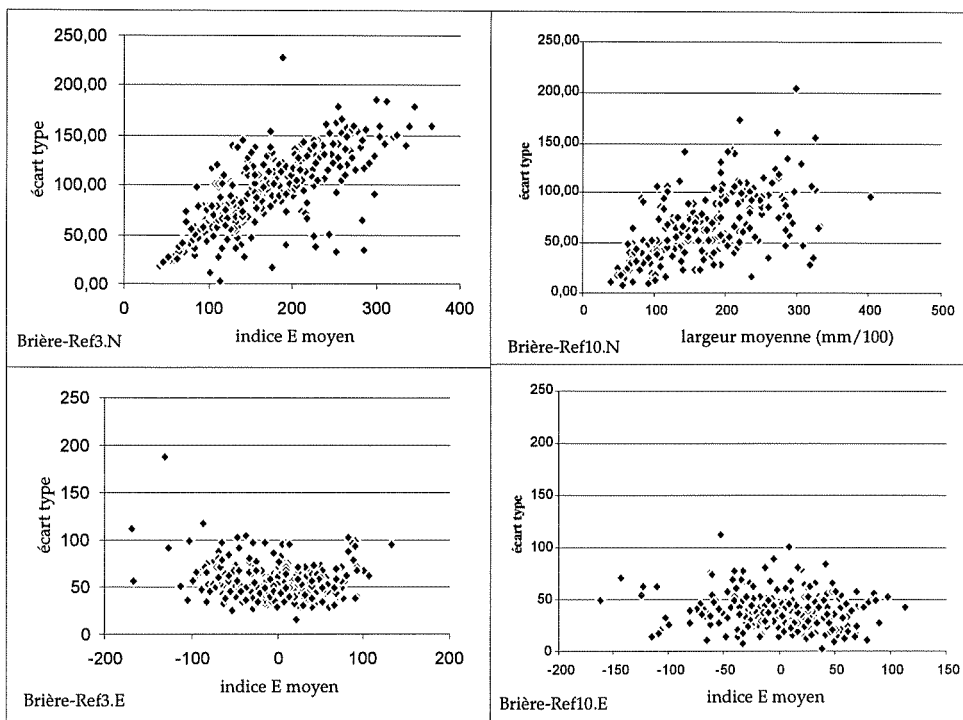 250,00
200,00
150,00
100,00
50,00
0,00
écart type
0 100 200 300 400
indice E moyen
Brière-Ref3.N
250,00
200,00
150,00
100,00
50,00
0,00
écart type
0 100 200 300 400 500
largeur moyenne (mm/100)
Brière-Ref10.N
250
200
150
100
50
0
écart type
-200 -100 0 100 200
indice E moyen
Brière-Ref3.E
250
200
150
100
50
0
écart type
-200 -150 -100 -50 0 50 100 150
indice E moyen
Brière-Ref10.E